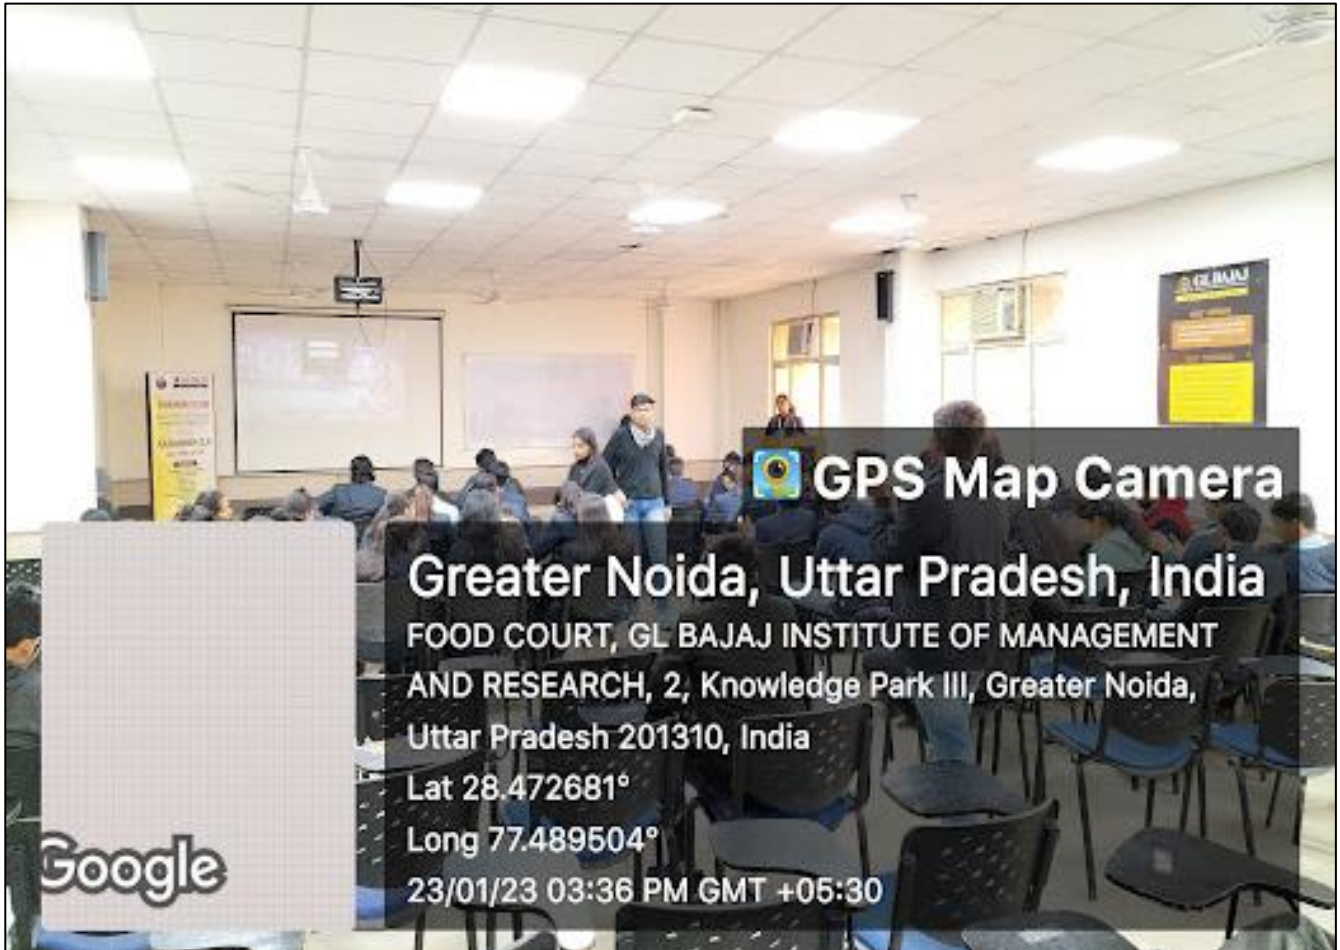 GL BAJAJ
GPS Map Camera
Greater Noida, Uttar Pradesh, India
FOOD COURT, GL BAJAJ INSTITUTE OF MANAGEMENT
AND RESEARCH, 2, Knowledge Park III, Greater Noida,
Uttar Pradesh 201310, India
Lat 28.472681°
Long 77.489504°
23/01/23 03:36 PM GMT +05:30
Google